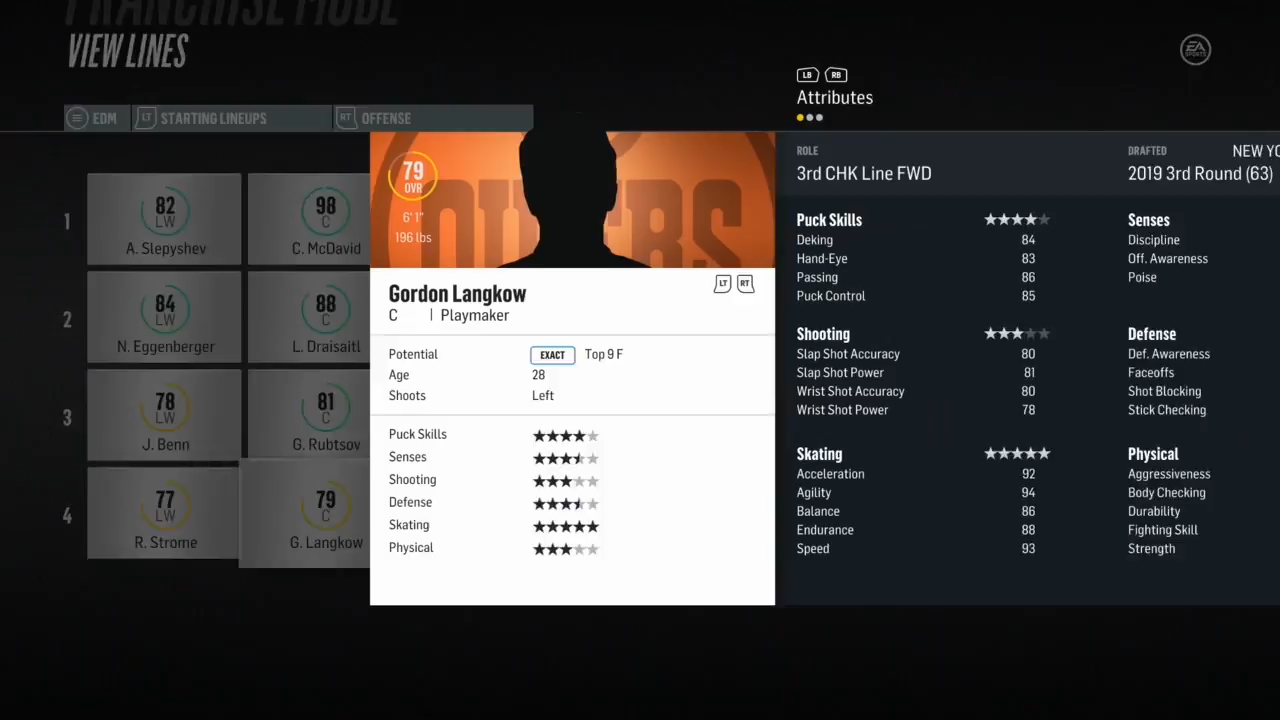 FRANCHISE MODE
VIEW LINES
EA SPORTS
LB RB
Attributes
EDM LT STARTING LINEUPS RT OFFENSE
1
82
LW
A. Slepyshev
98
C
C. McDavid
2
84
LW
N. Eggenberger
88
C
L. Draisaitl
3
78
LW
J. Benn
81
C
G. Rubtsov
4
77
LW
R. Strome
79
C
G. Langkow
79
OVR
6' 1"
196 lbs
Gordon Langkow
LT RT
C | Playmaker
Potential EXACT Top 9 F
Age 28
Shoots Left
Puck Skills
Senses
Shooting
Defense
Skating
Physical
ROLE
3rd CHK Line FWD
DRAFTED NEW YO
2019 3rd Round (63)
Puck Skills
Deking 84
Hand-Eye 83
Passing 86
Puck Control 85
Shooting
Slap Shot Accuracy 80
Slap Shot Power 81
Wrist Shot Accuracy 80
Wrist Shot Power 78
Skating
Acceleration 92
Agility 94
Balance 86
Endurance 88
Speed 93
Senses
Discipline
Off. Awareness
Poise
Defense
Def. Awareness
Faceoffs
Shot Blocking
Stick Checking
Physical
Aggressiveness
Body Checking
Durability
Fighting Skill
Strength